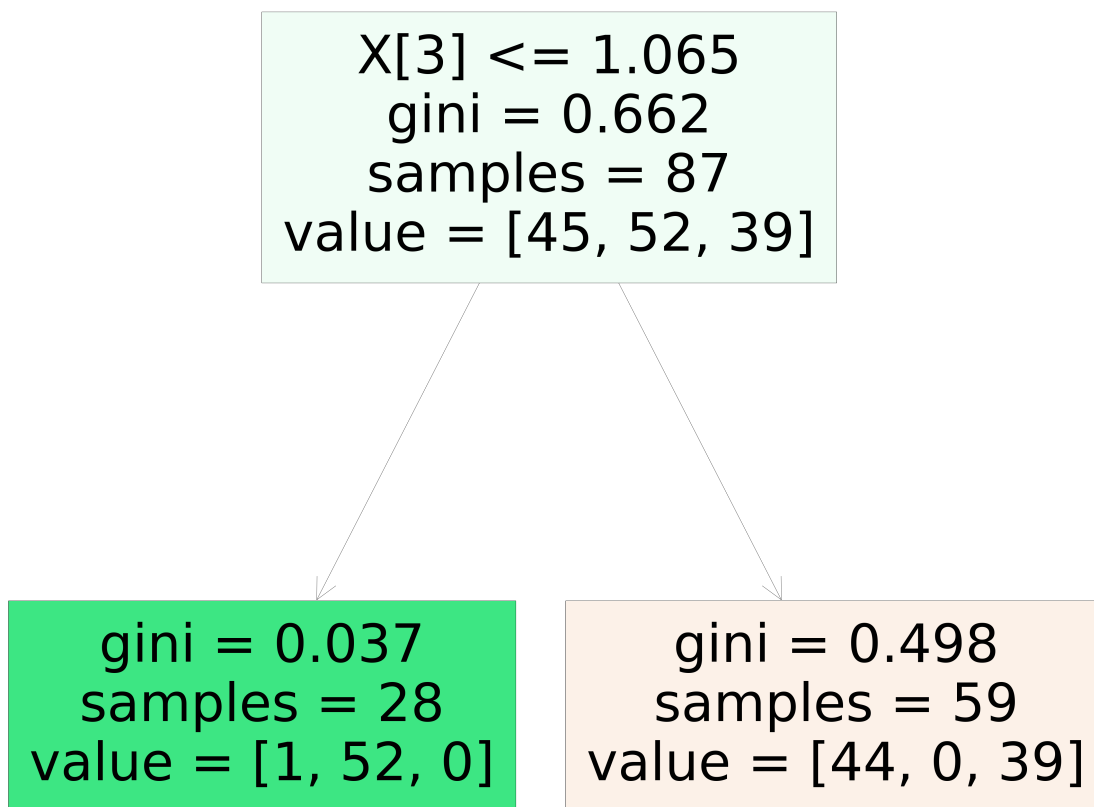 X[3] <= 1.065
gini = 0.662
samples = 87
value = [45, 52, 39]
gini = 0.037
samples = 28
value = [1, 52, 0]
gini = 0.498
samples = 59
value = [44, 0, 39]